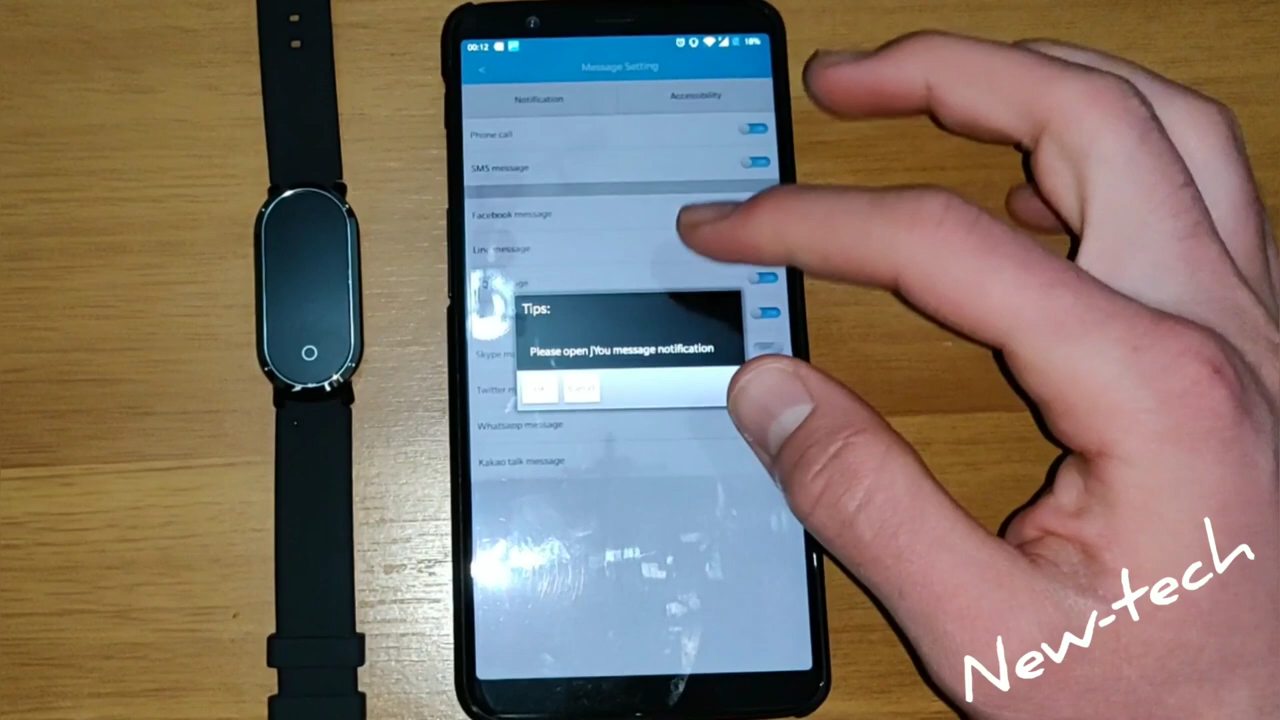 00:12
18%
<
Message Setting
Notification
Accessibility
Phone call
SMS message
Facebook message
Line message
Tips:
Please open JYou message notification
Skype
Twitter
Whatsapp message
Kakao talk message
New-tech